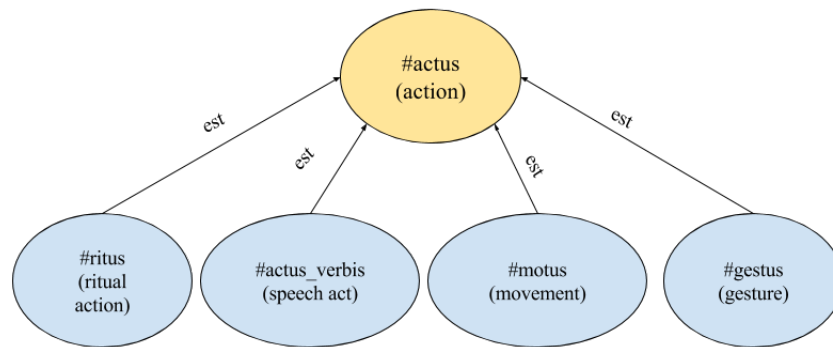 #actus
(action)
est
est
est
est
#ritus
(ritual
action)
#actus_verbis
(speech act)
#motus
(movement)
#gestus
(gesture)